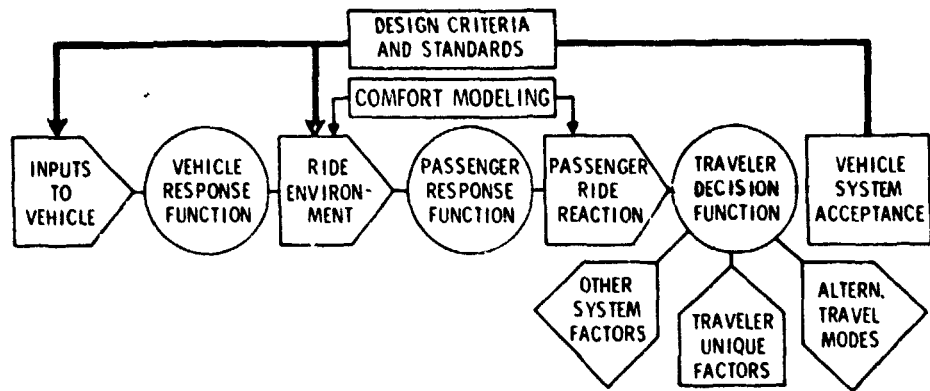 DESIGN CRITERIA
AND STANDARDS
COMFORT MODELING
INPUTS
TO
VEHICLE
VEHICLE
RESPONSE
FUNCTION
RIDE
ENVIRON-
MENT
PASSENGER
RESPONSE
FUNCTION
PASSENGER
RIDE
REACTION
TRAVELER
DECISION
FUNCTION
VEHICLE
SYSTEM
ACCEPTANCE
OTHER
SYSTEM
FACTORS
TRAVELER
UNIQUE
FACTORS
ALTERN.
TRAVEL
MODES